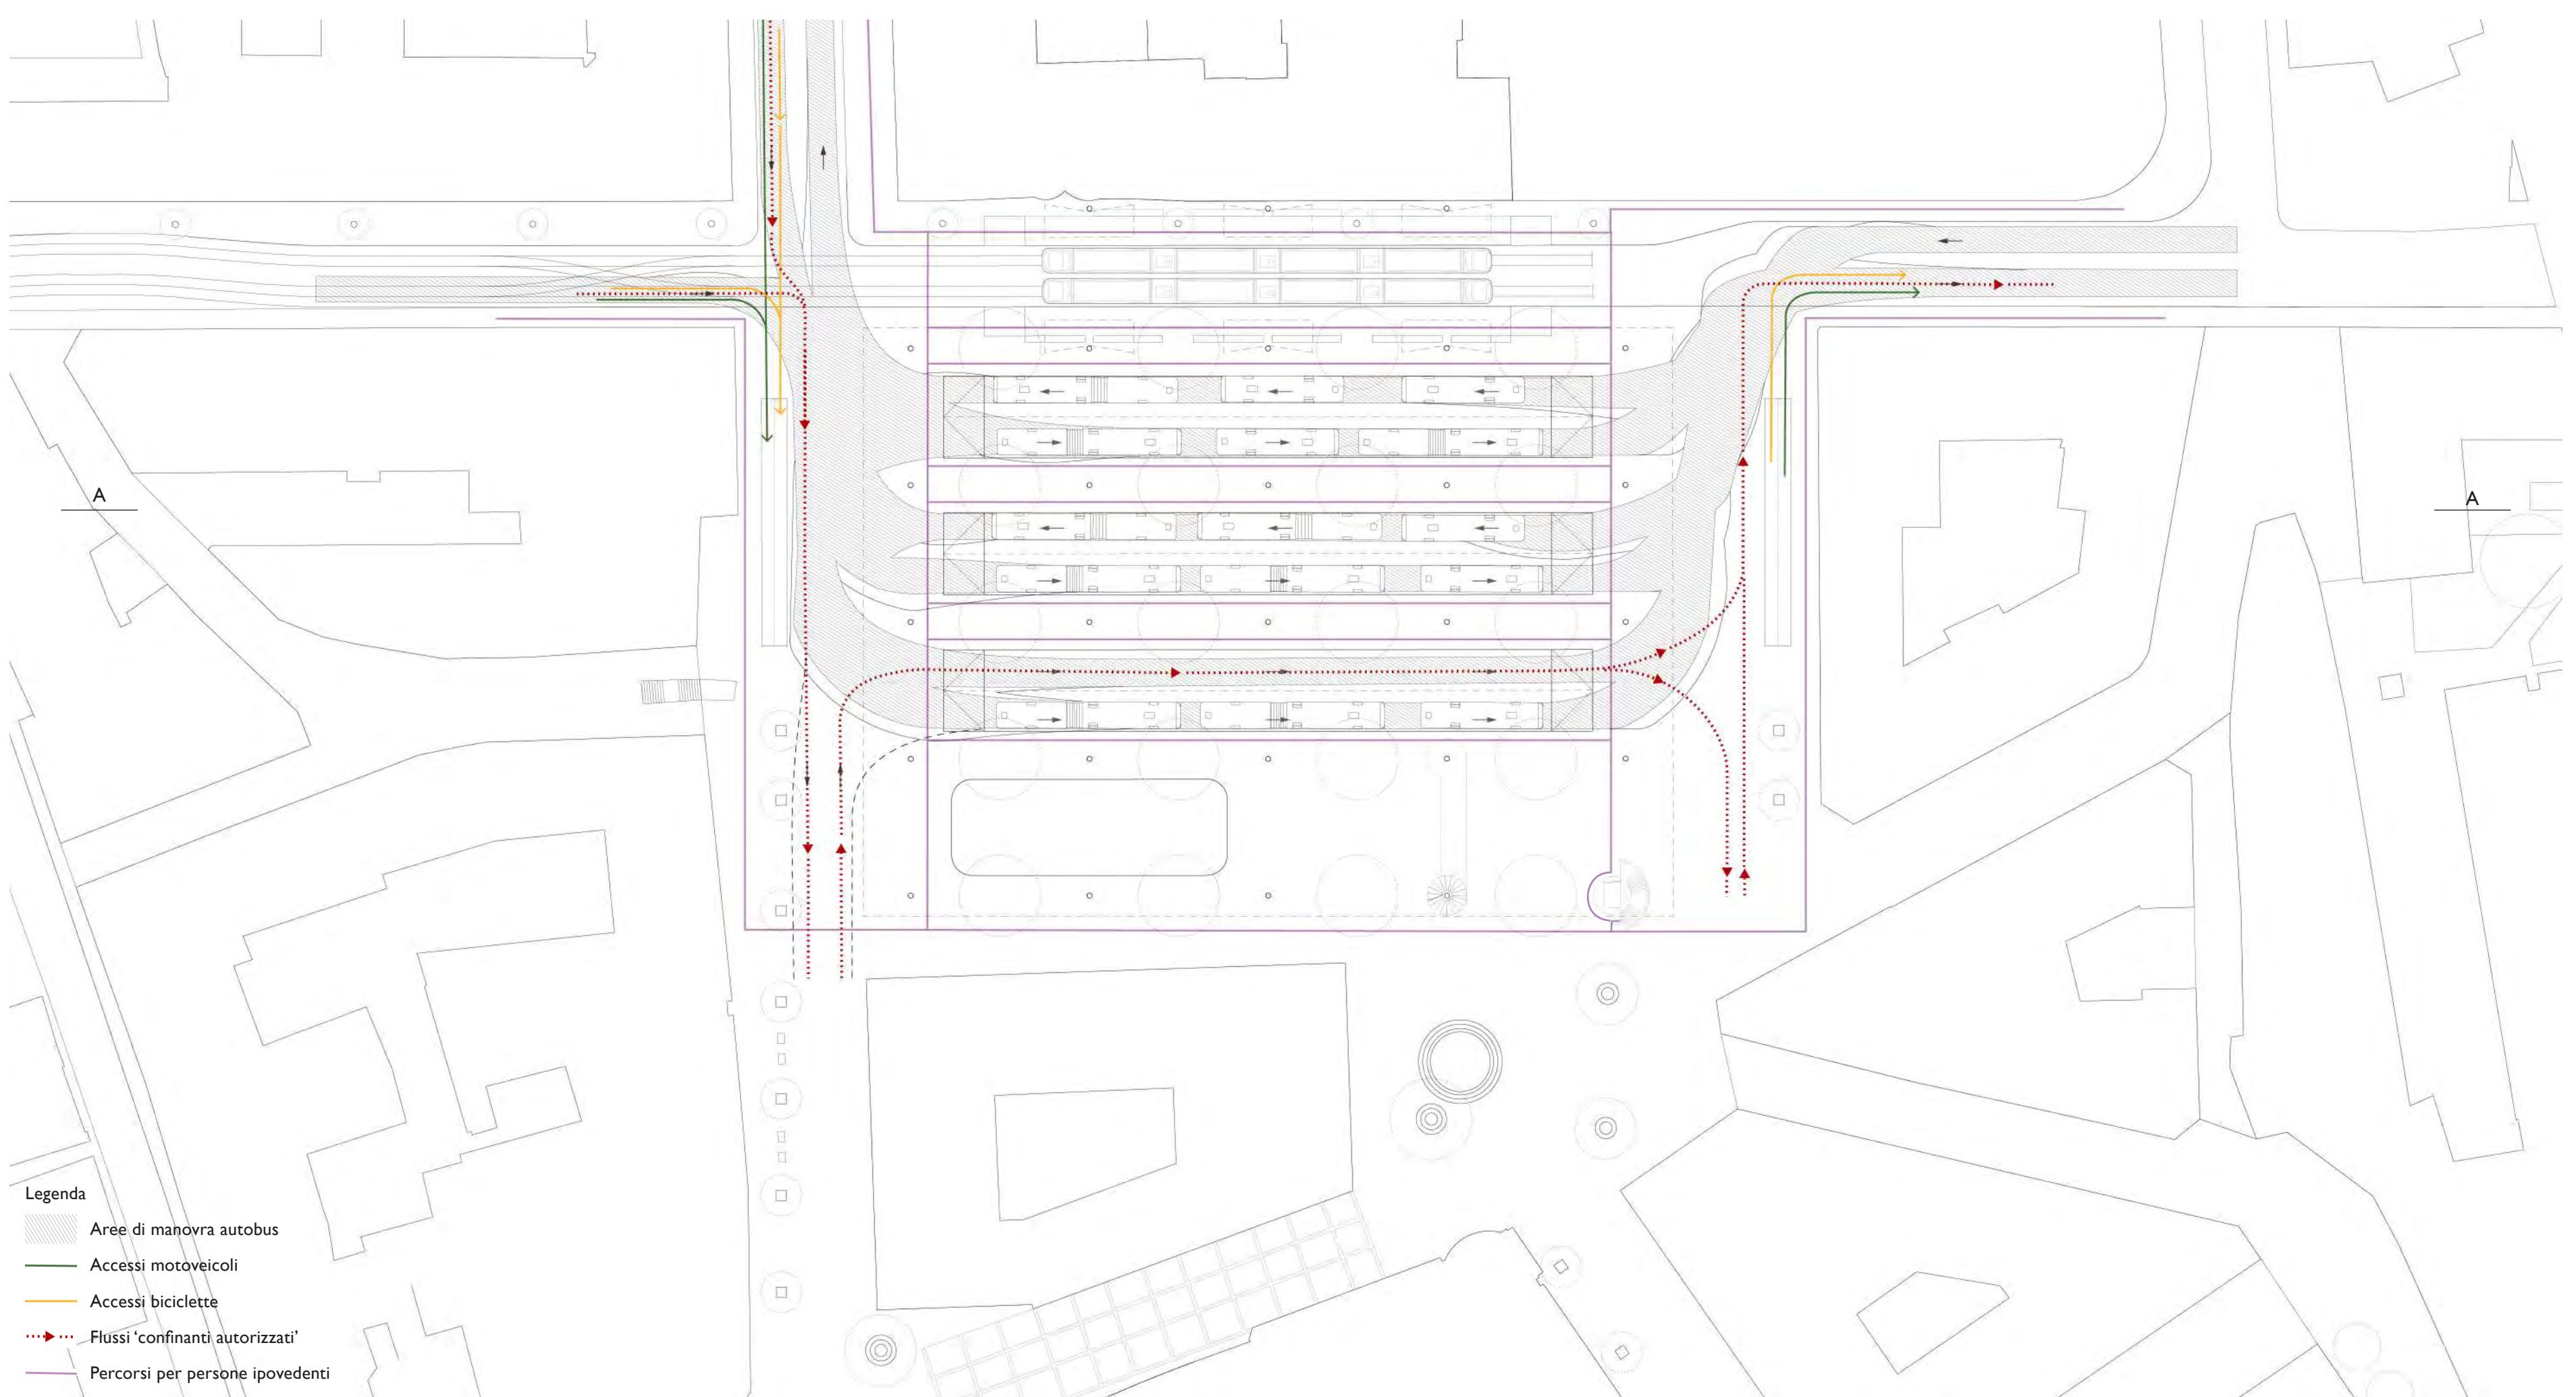 A
A
Legenda
Aree di manovra autobus
Accessi motoveicoli
Accessi biciclette
Flussi ‘confinanti autorizzati’
Percorsi per persone ipovedenti